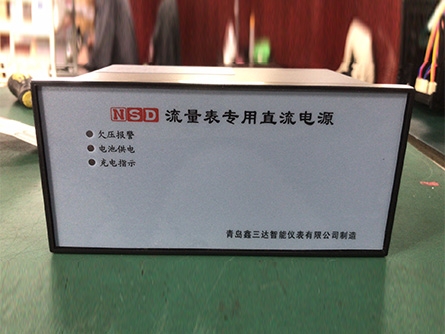 NSD 流量表专用直流电源
欠压报警
电池供电
充电指示
青岛鑫三达智能仪表有限公司制造